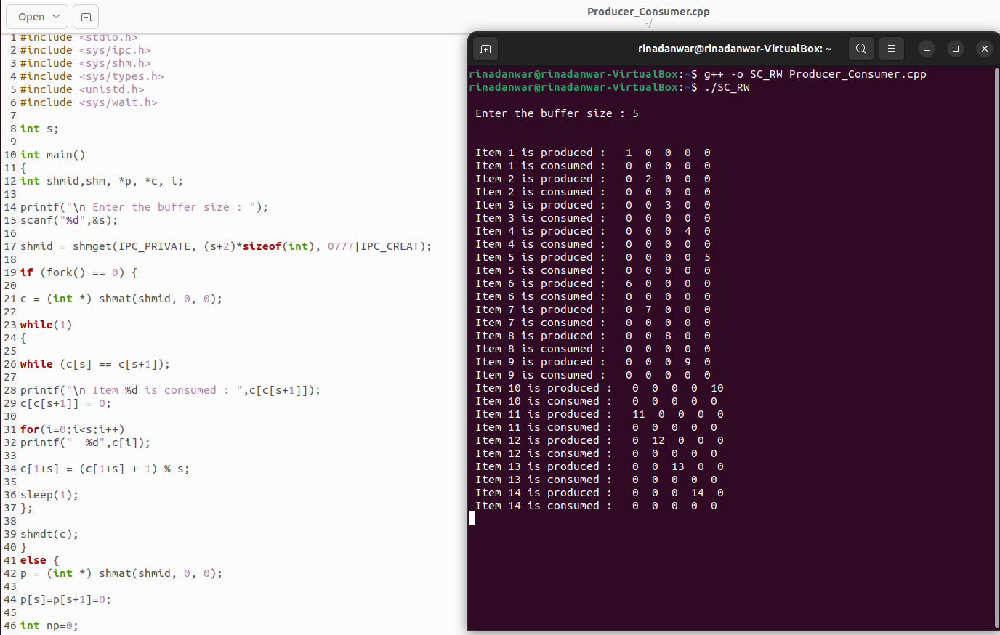 Open
Producer_Consumer.cpp
~/
1 #include <stdio.h>
2 #include <sys/ipc.h>
3 #include <sys/shm.h>
4 #include <sys/types.h>
5 #include <unistd.h>
6 #include <sys/wait.h>
7
8 int s;
9
10 int main()
11 {
12 int shmid,shm, *p, *c, i;
13
14 printf("\n Enter the buffer size : ");
15 scanf("%d",&s);
16
17 shmid = shmget(IPC_PRIVATE, (s+2)*sizeof(int), 0777|IPC_CREAT);
18
19 if (fork() == 0) {
20
21 c = (int *) shmat(shmid, 0, 0);
22
23 while(1)
24 {
25
26 while (c[s] == c[s+1]);
27
28 printf("\n Item %d is consumed : ",c[c[s+1]]);
29 c[c[s+1]] = 0;
30
31 for(i=0;i<s;i++)
32 printf("  %d",c[i]);
33
34 c[1+s] = (c[1+s] + 1) % s;
35
36 sleep(1);
37 };
38
39 shmdt(c);
40 }
41 else {
42 p = (int *) shmat(shmid, 0, 0);
43
44 p[s]=p[s+1]=0;
45
46 int np=0;
rinadanwar@rinadanwar-VirtualBox: ~
rinadanwar@rinadanwar-VirtualBox:~$ g++ -o SC_RW Producer_Consumer.cpp
rinadanwar@rinadanwar-VirtualBox:~$ ./SC_RW
Enter the buffer size : 5
Item 1 is produced :   1  0  0  0  0
Item 1 is consumed :   0  0  0  0  0
Item 2 is produced :   0  2  0  0  0
Item 2 is consumed :   0  0  0  0  0
Item 3 is produced :   0  0  3  0  0
Item 3 is consumed :   0  0  0  0  0
Item 4 is produced :   0  0  0  4  0
Item 4 is consumed :   0  0  0  0  0
Item 5 is produced :   0  0  0  0  5
Item 5 is consumed :   0  0  0  0  0
Item 6 is produced :   6  0  0  0  0
Item 6 is consumed :   0  0  0  0  0
Item 7 is produced :   0  7  0  0  0
Item 7 is consumed :   0  0  0  0  0
Item 8 is produced :   0  0  8  0  0
Item 8 is consumed :   0  0  0  0  0
Item 9 is produced :   0  0  0  9  0
Item 9 is consumed :   0  0  0  0  0
Item 10 is produced :   0  0  0  0  10
Item 10 is consumed :   0  0  0  0  0
Item 11 is produced :   11  0  0  0  0
Item 11 is consumed :   0  0  0  0  0
Item 12 is produced :   0  12  0  0  0
Item 12 is consumed :   0  0  0  0  0
Item 13 is produced :   0  0  13  0  0
Item 13 is consumed :   0  0  0  0  0
Item 14 is produced :   0  0  0  14  0
Item 14 is consumed :   0  0  0  0  0